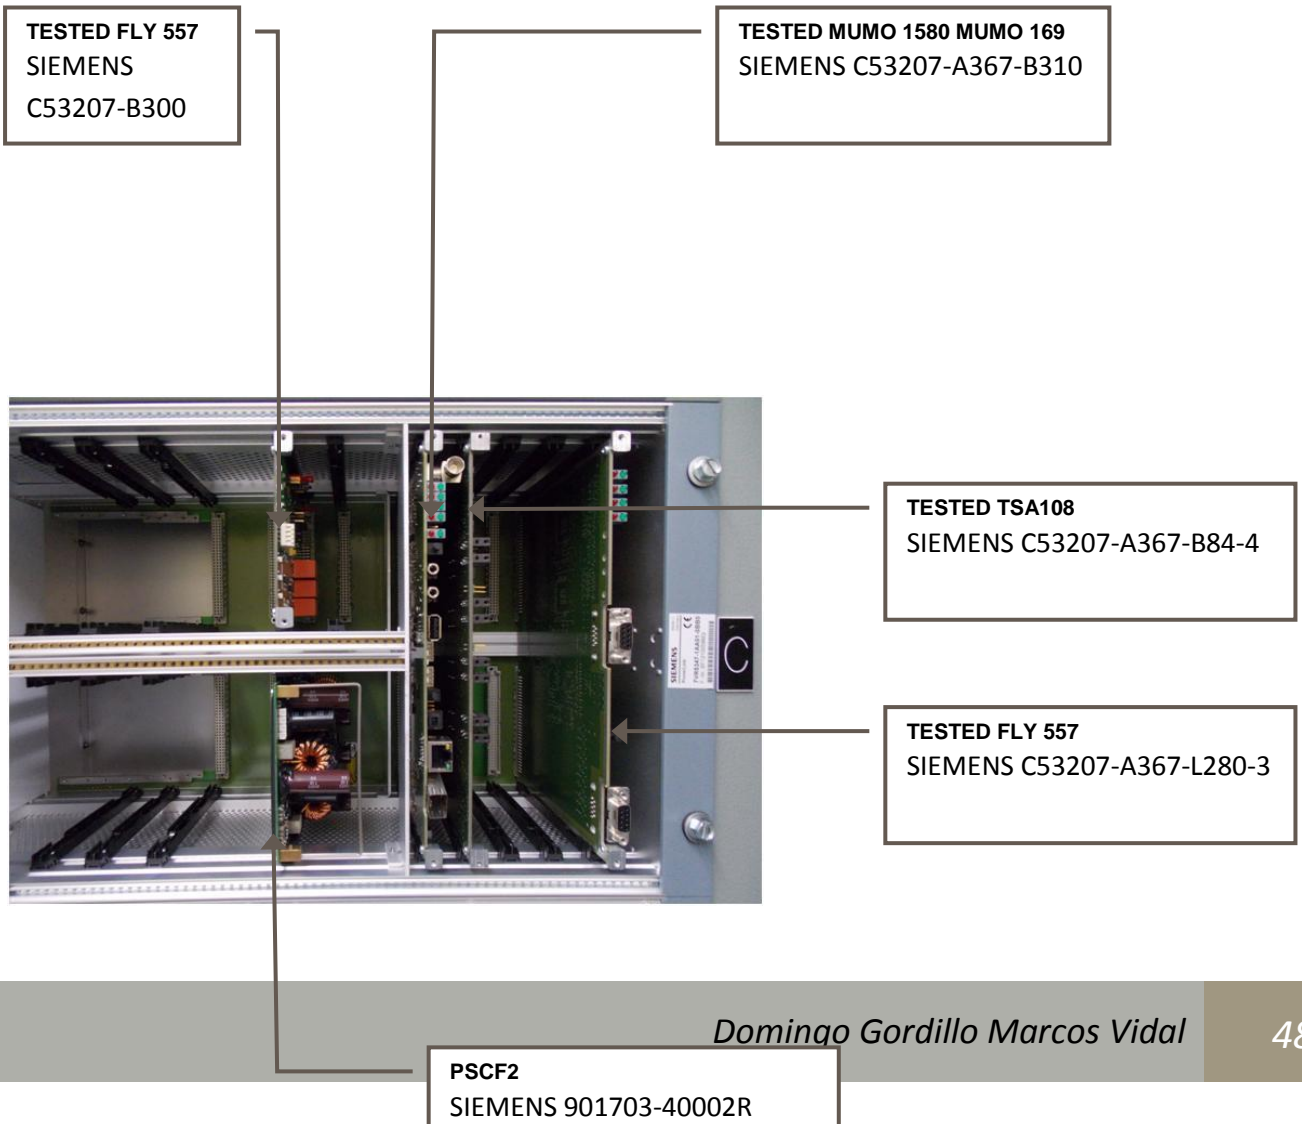 TESTED FLY 557
SIEMENS
C53207-B300
TESTED MUMO 1580 MUMO 169
SIEMENS C53207-A367-B310
TESTED TSA108
SIEMENS C53207-A367-B84-4
SIEMENS
CE
C
TESTED FLY 557
SIEMENS C53207-A367-L280-3
Domingo Gordillo Marcos Vidal
48
PSCF2
SIEMENS 901703-40002R